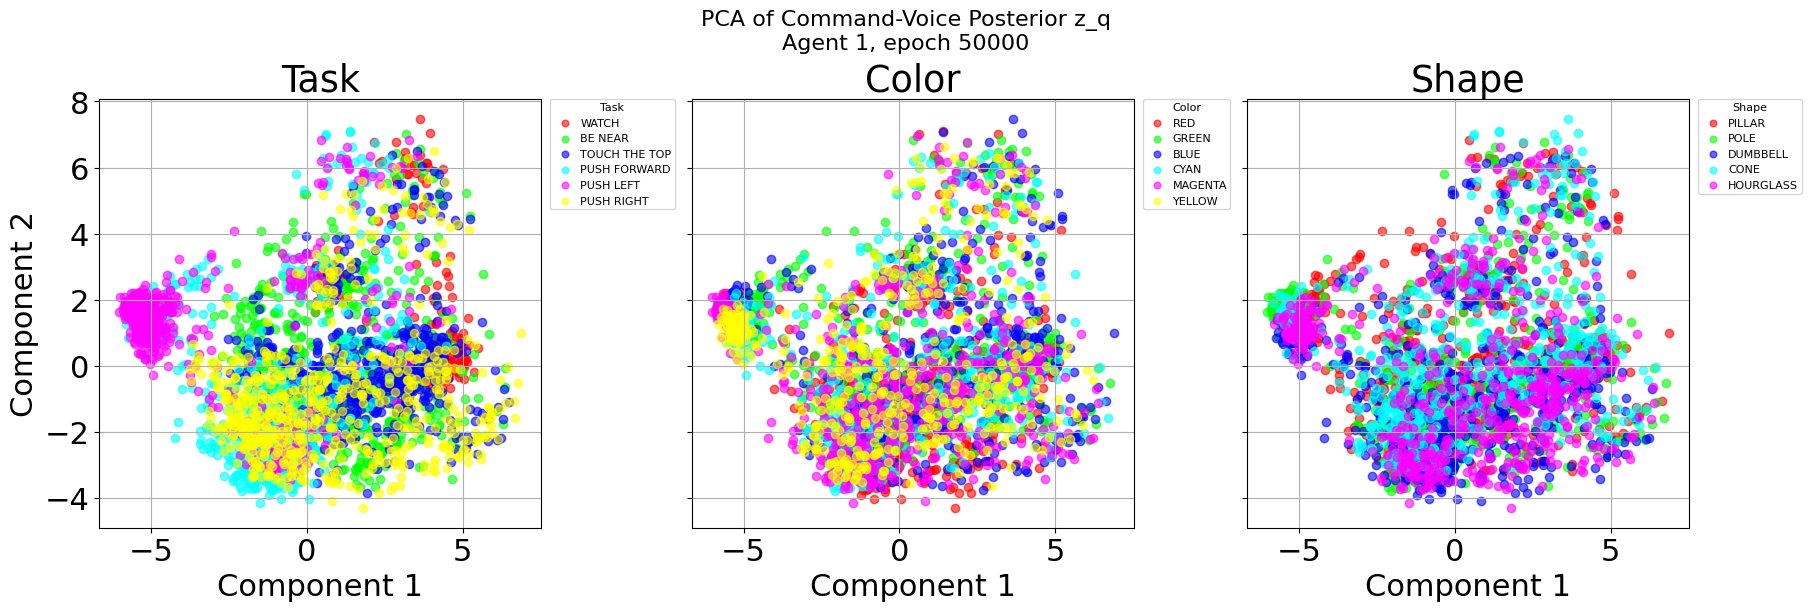 PCA of Command-Voice Posterior z_q
Agent 1, epoch 50000
Task
8
6
4
2
0
−2
−4
Component 2
−5 0 5
Component 1
Task
WATCH
BE NEAR
TOUCH THE TOP
PUSH FORWARD
PUSH LEFT
PUSH RIGHT
Color
−5 0 5
Component 1
Color
RED
GREEN
BLUE
CYAN
MAGENTA
YELLOW
Shape
−5 0 5
Component 1
Shape
PILLAR
POLE
DUMBBELL
CONE
HOURGLASS